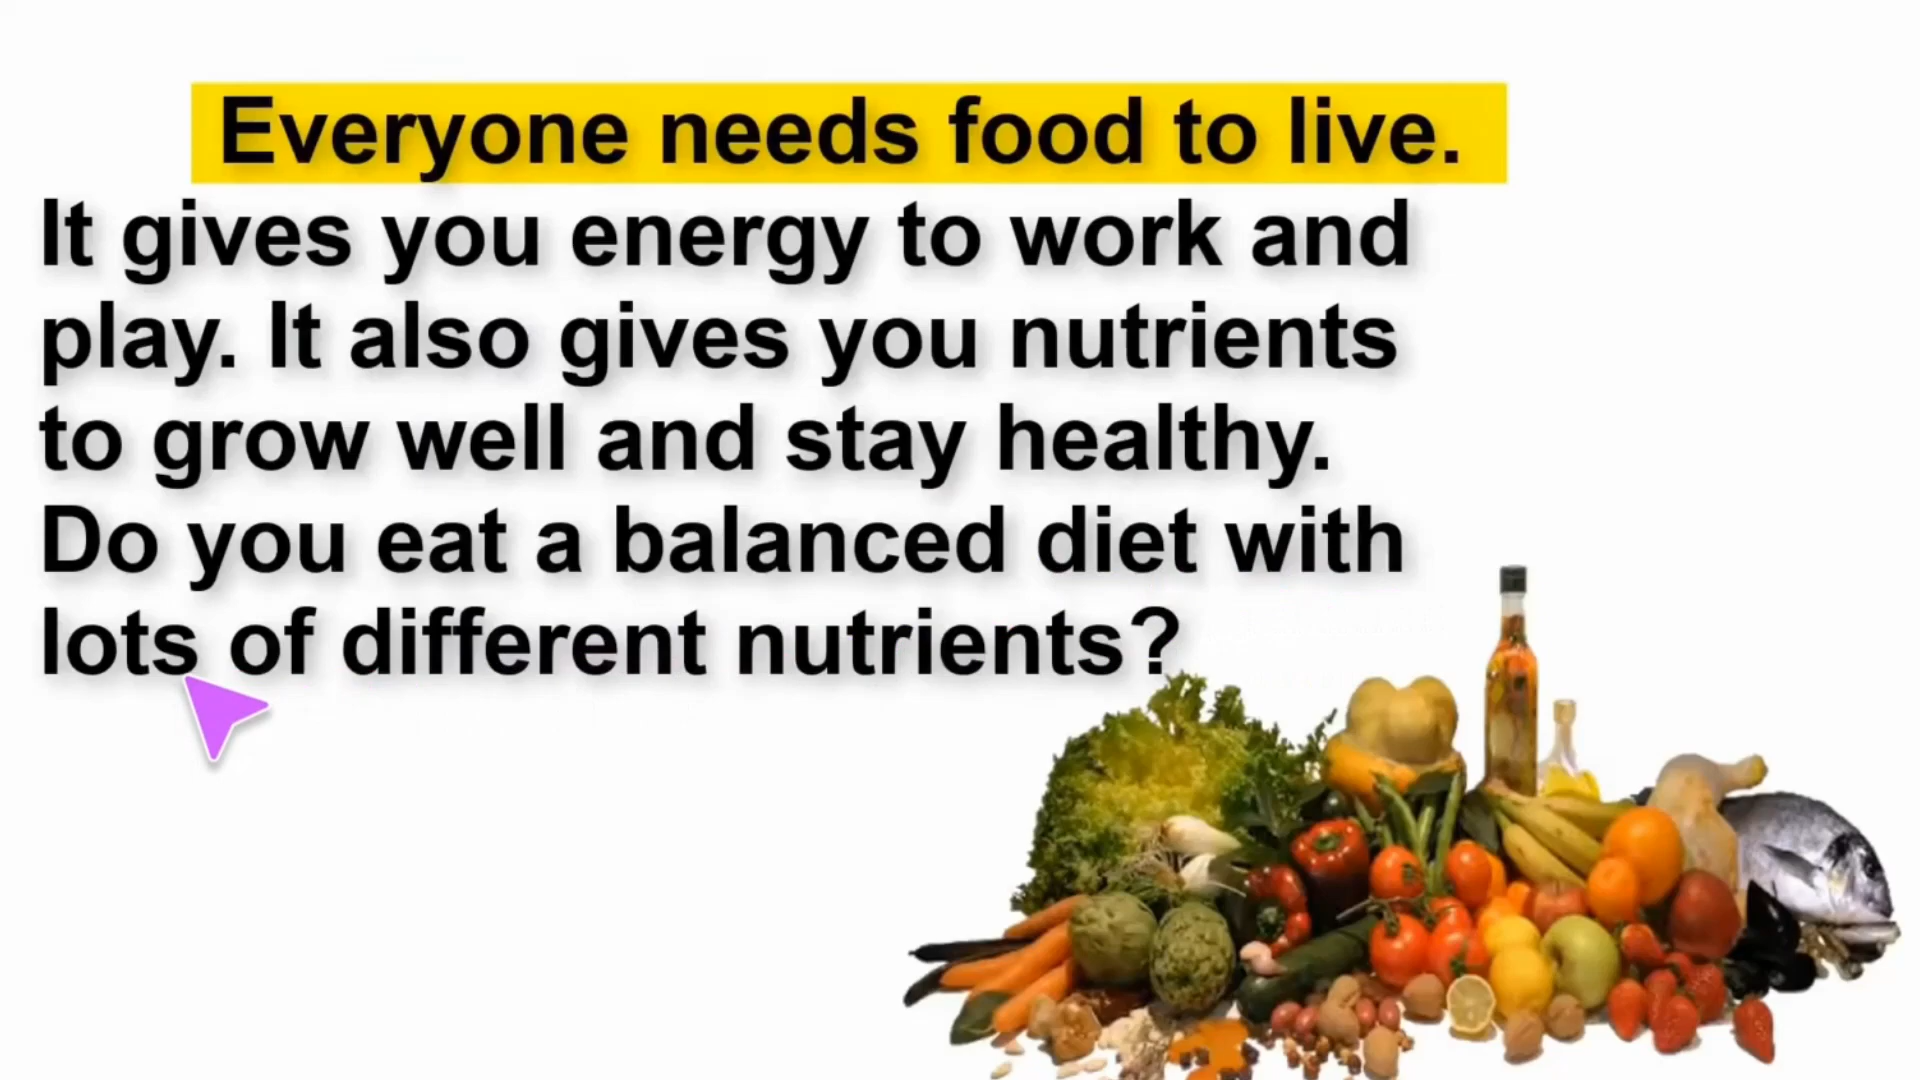 Everyone needs food to live.
It gives you energy to work and
play. It also gives you nutrients
to grow well and stay healthy.
Do you eat a balanced diet with
lots of different nutrients?